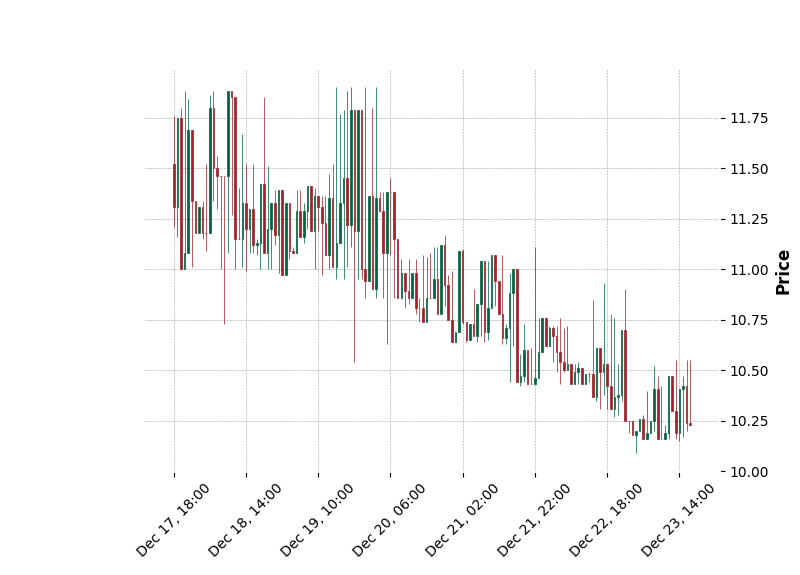 11.75
11.50
11.25
11.00
10.75
10.50
10.25
10.00
Price
Dec 17, 18:00
Dec 18, 14:00
Dec 19, 10:00
Dec 20, 06:00
Dec 21, 02:00
Dec 21, 22:00
Dec 22, 18:00
Dec 23, 14:00